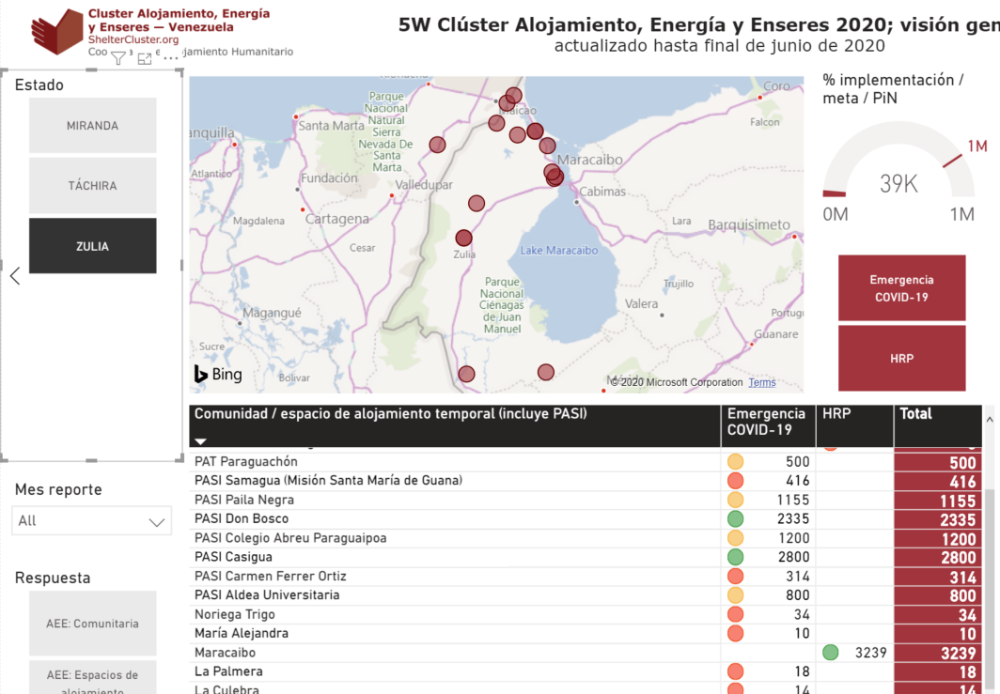 Cluster Alojamiento, Energía
y Enseres — Venezuela
ShelterCluster.org
jamiento Humanitario
5W Clúster Alojamiento, Energía y Enseres 2020; visión gen
actualizado hasta final de junio de 2020
Estado
MIRANDA
TÁCHIRA
ZULIA
Mes reporte
All
Respuesta
AEE: Comunitaria
AEE: Espacios de
alojamiento
Parque
Nacional
Natural
Sierra
Nevada De
Santa
Marta
Santa Marta
Maicao
Coro
Falcon
anquilla
Atlantico
Fundación
Valledupar
Maracaibo
Cabimas
Magdalena
Cartagena
Cesar
Zulia
Lake Maracaibo
Lara
Barquisimeto
Parque
Nacional
Ciénagas
de Juan
Manuel
Trujillo
Valera
Magangué
Portugu
Guanare
Sucre
Bolivar
Bing
© 2020 Microsoft Corporation Terms
% implementación /
meta / PiN
1M
39K
0M 1M
Emergencia
COVID-19
HRP
Comunidad / espacio de alojamiento temporal (incluye PASI) Emergencia COVID-19 HRP Total
PAT Paraguachón 500 500
PASI Samagua (Misión Santa María de Guana) 416 416
PASI Paila Negra 1155 1155
PASI Don Bosco 2335 2335
PASI Colegio Abreu Paraguaipoa 1200 1200
PASI Casigua 2800 2800
PASI Carmen Ferrer Ortiz 314 314
PASI Aldea Universitaria 800 800
Noriega Trigo 34 34
María Alejandra 10 10
Maracaibo 3239 3239
La Palmera 18 18
La Culebra 14 14